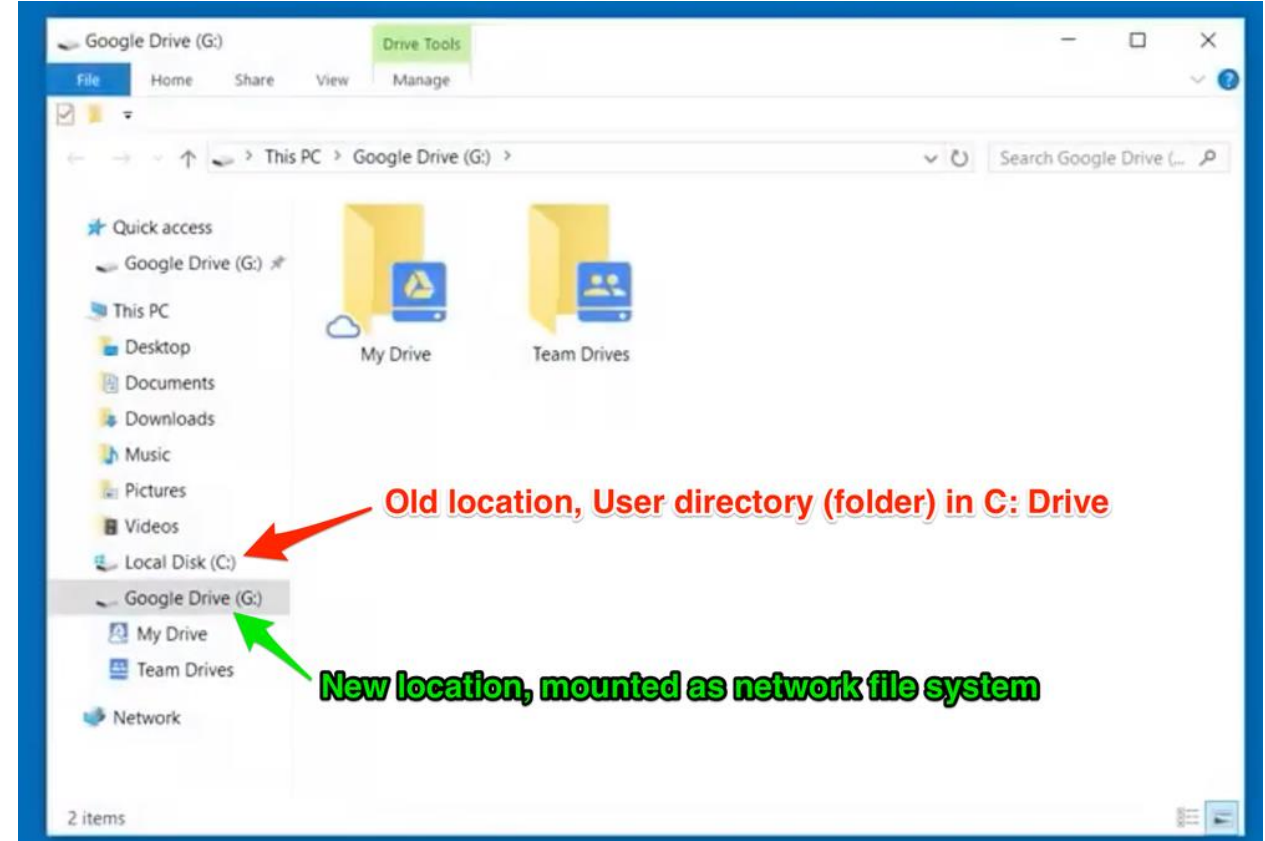 Google Drive (G:)
Drive Tools
File Home Share View Manage
This PC > Google Drive (G:) >
Search Google Drive (...
Quick access
Google Drive (G:)
This PC
Desktop
Documents
Downloads
Music
Pictures
Videos
Local Disk (C:)
Google Drive (G:)
My Drive
Team Drives
Network
My Drive
Team Drives
Old location, User directory (folder) in C: Drive
New location, mounted as network file system
2 items